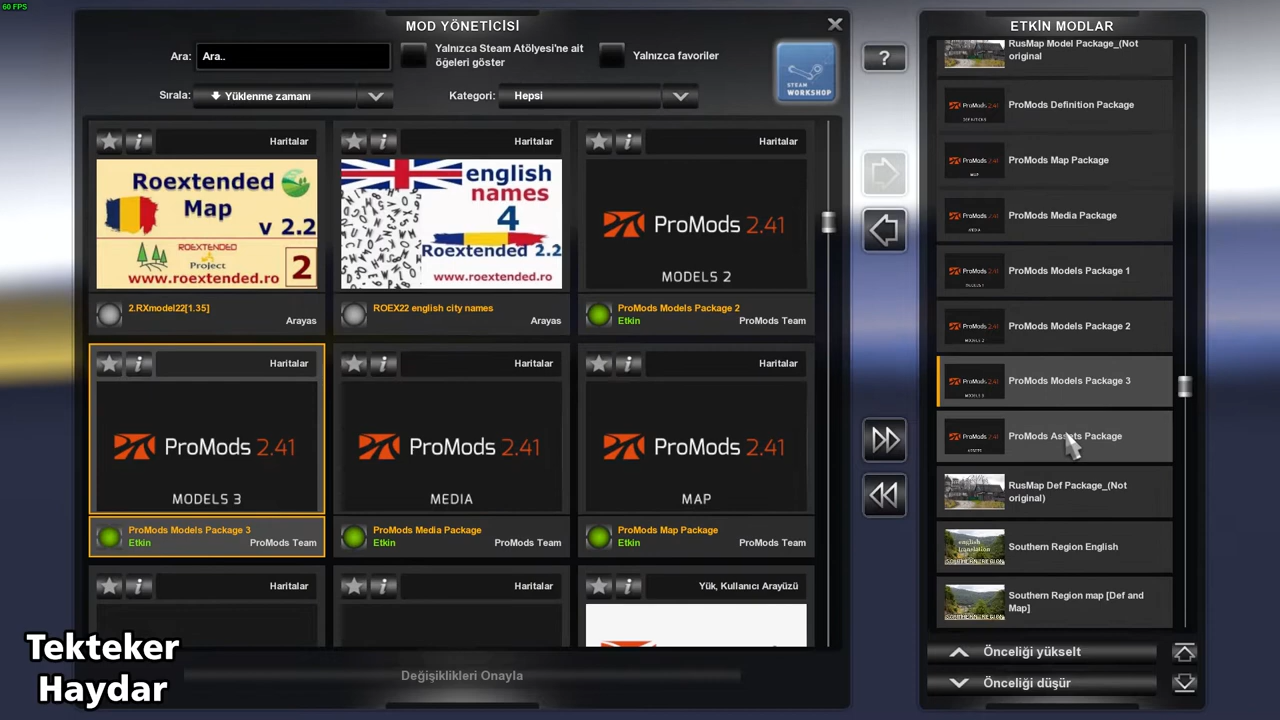 60 FPS
MOD YÖNETİCİSİ
Ara:
Ara..
Yalnızca Steam Atölyesi'ne ait
öğeleri göster
Yalnızca favoriler
STEAM
WORKSHOP
Sırala:
Yüklenme zamanı
Kategori:
Hepsi
Haritalar
Roextended
Map
v 2.2
ROEXTENDED
Project
www.roextended.ro
2
2.RXmodel22[1.35]
Arayas
Haritalar
english
names
4
Roextended 2.2
www.roextended.ro
ROEX22 english city names
Arayas
Haritalar
ProMods 2.41
MODELS 2
ProMods Models Package 2
Etkin
ProMods Team
Haritalar
ProMods 2.41
MODELS 3
ProMods Models Package 3
Etkin
ProMods Team
Haritalar
ProMods 2.41
MEDIA
ProMods Media Package
Etkin
ProMods Team
Haritalar
ProMods 2.41
MAP
ProMods Map Package
Etkin
ProMods Team
Haritalar
Haritalar
Yük, Kullanıcı Arayüzü
Değişiklikleri Onayla
?
ETKİN MODLAR
RusMap Model Package_(Not
original)
ProMods Definition Package
ProMods Map Package
ProMods Media Package
ProMods Models Package 1
ProMods Models Package 2
ProMods Models Package 3
ProMods Assets Package
RusMap Def Package_(Not
original)
Southern Region English
Southern Region map [Def and
Map]
Önceliği yükselt
Önceliği düşür
Tekteker
Haydar